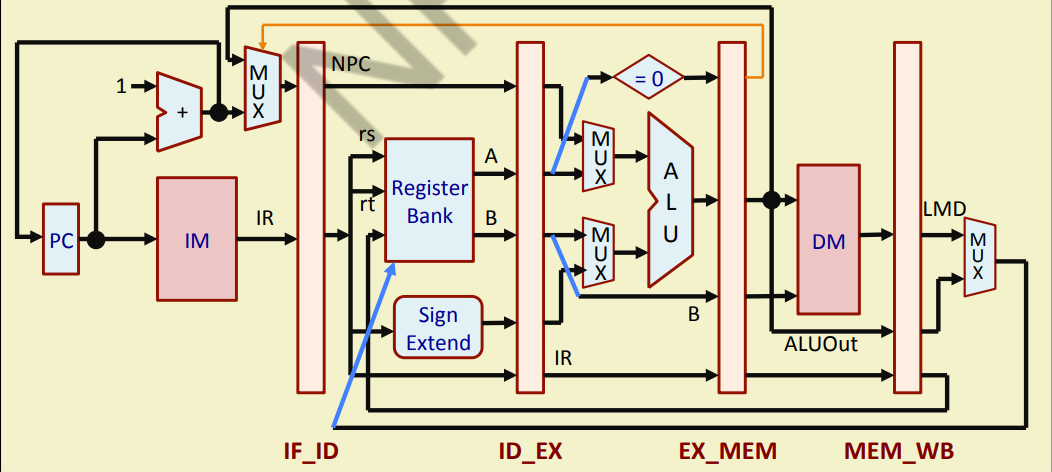 NPC
1
+
M
U
X
= 0
rs
rt
A
B
Register
Bank
M
U
X
A
L
U
IR
PC
IM
LMD
DM
M
U
X
M
U
X
Sign
Extend
B
IR
ALUOut
IF_ID
ID_EX
EX_MEM
MEM_WB